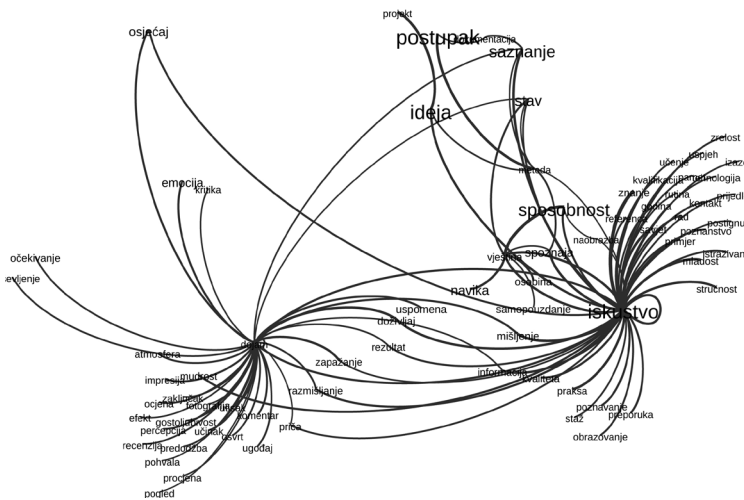 projekt
osjećaj
postupak
saznanje
stav
ideja
zrelost
uspjeh
učenje
metoda
kvalifikacija
emocija
kritika
znanje
rutina
kontakt
godina
sposobnost
referenca
rad
savjet
poznanstvo
naobrazba
primjer
vještina
spoznaja
mladost
očekivanje
osobina
navika
stručnost
uspomena
samopouzdanje
iskustvo
doživljaj
mišljenje
dojam
rezultat
atmosfera
zapažanje
informacija
kvaliteta
impresija
mudrost
razmišljanje
praksa
zaključak
ocjena
fotografija
poznavanje
komentar
preporuka
efekt
staž
gostoljubivost
priča
percepcija
učinak
osvrt
obrazovanje
recenzija
predodžba
ugođaj
pohvala
procjena
pogled